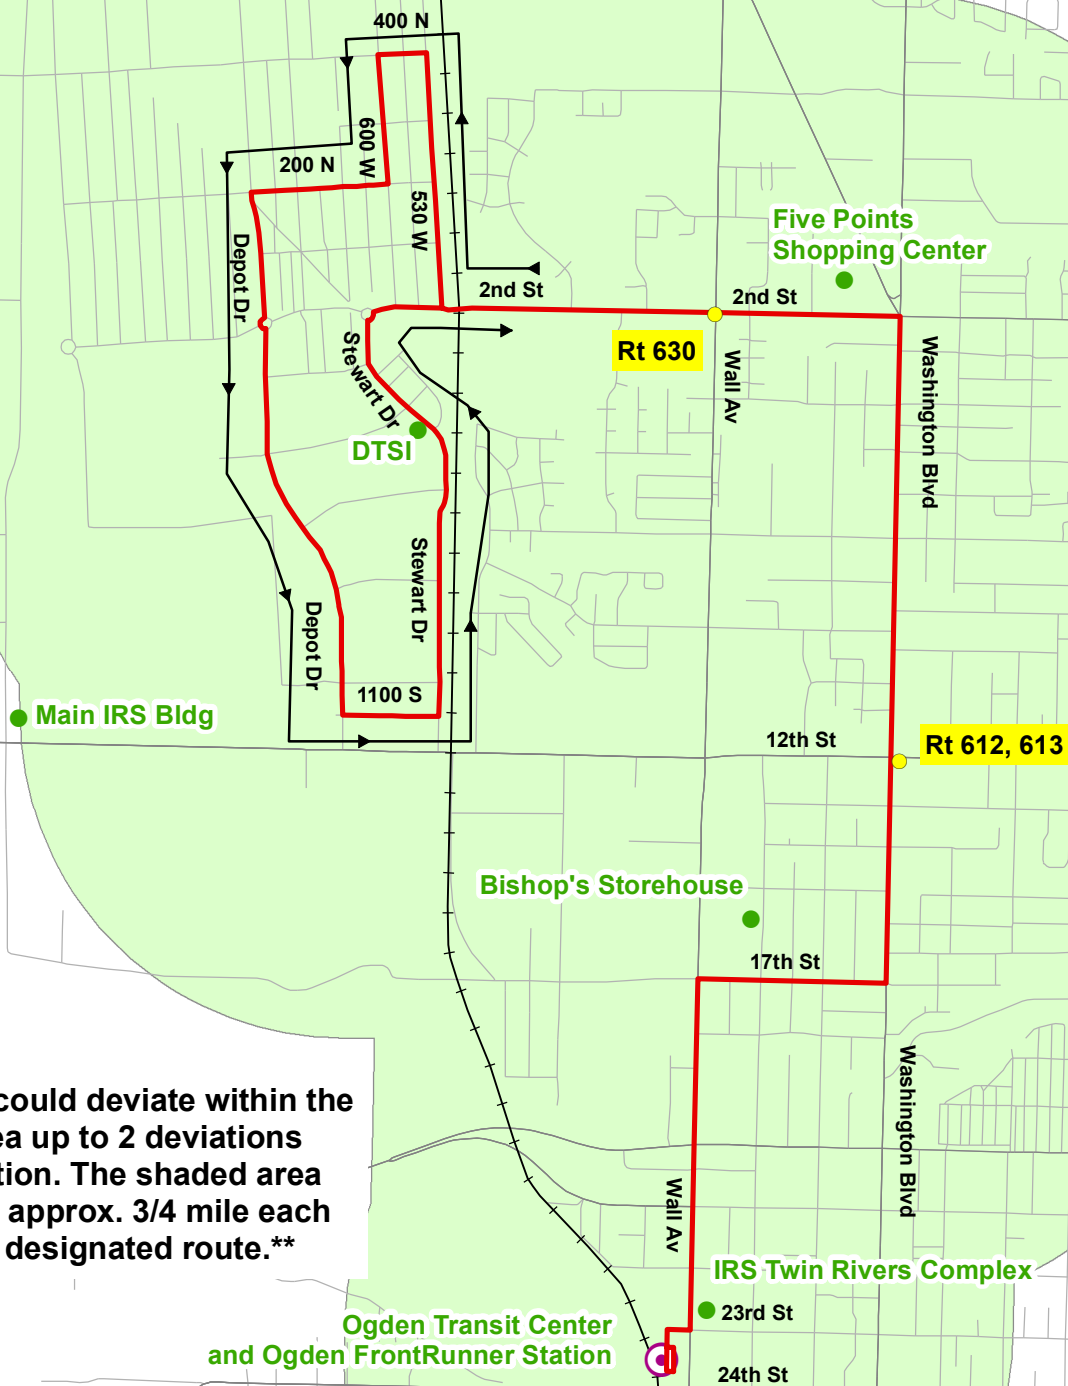 400 N
600 W
200 N
530 W
Five Points
Shopping Center
Depot Dr
2nd St
2nd St
Stewart Dr
Rt 630
Wall Av
Washington Blvd
DTSI
Stewart Dr
Depot Dr
1100 S
Main IRS Bldg
12th St
Rt 612, 613
Bishop's Storehouse
17th St
Washington Blvd
could deviate within the
ea up to 2 deviations
tion. The shaded area
approx. 3/4 mile each
designated route.**
Wall Av
IRS Twin Rivers Complex
23rd St
Ogden Transit Center
and Ogden FrontRunner Station
24th St